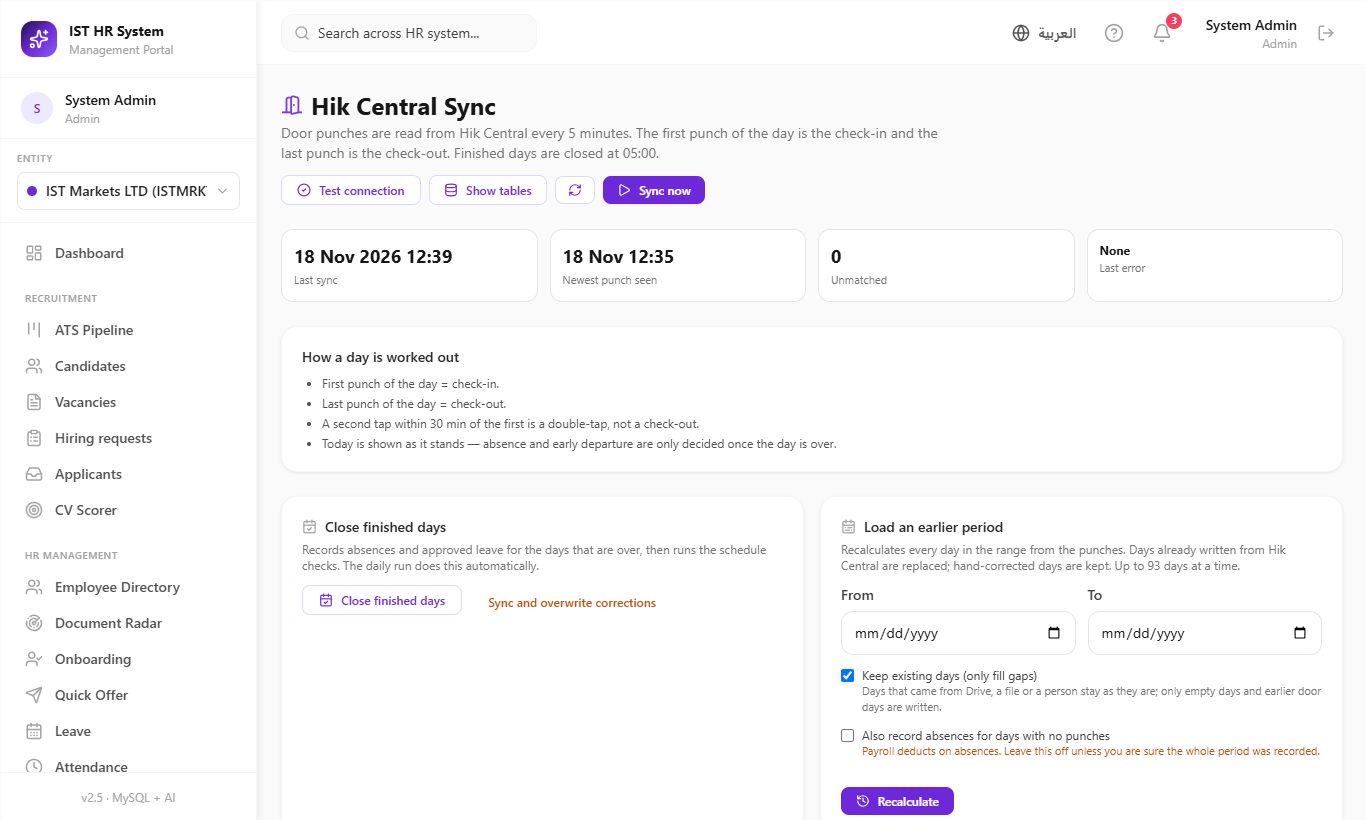 IST HR System
Management Portal
Search across HR system...
العربية
3
System Admin
Admin
S
System Admin
Admin
ENTITY
IST Markets LTD (ISTMRK
Dashboard
RECRUITMENT
ATS Pipeline
Candidates
Vacancies
Hiring requests
Applicants
CV Scorer
HR MANAGEMENT
Employee Directory
Document Radar
Onboarding
Quick Offer
Leave
Attendance
v2.5 · MySQL + AI
Hik Central Sync
Door punches are read from Hik Central every 5 minutes. The first punch of the day is the check-in and the
last punch is the check-out. Finished days are closed at 05:00.
Test connection
Show tables
Sync now
18 Nov 2026 12:39
Last sync
18 Nov 12:35
Newest punch seen
0
Unmatched
None
Last error
How a day is worked out
• First punch of the day = check-in.
• Last punch of the day = check-out.
• A second tap within 30 min of the first is a double-tap, not a check-out.
• Today is shown as it stands — absence and early departure are only decided once the day is over.
Close finished days
Records absences and approved leave for the days that are over, then runs the schedule
checks. The daily run does this automatically.
Close finished days
Sync and overwrite corrections
Load an earlier period
Recalculates every day in the range from the punches. Days already written from Hik
Central are replaced; hand-corrected days are kept. Up to 93 days at a time.
From
To
mm/dd/yyyy
mm/dd/yyyy
Keep existing days (only fill gaps)
Days that came from Drive, a file or a person stay as they are; only empty days and earlier door
days are written.
Also record absences for days with no punches
Payroll deducts on absences. Leave this off unless you are sure the whole period was recorded.
Recalculate